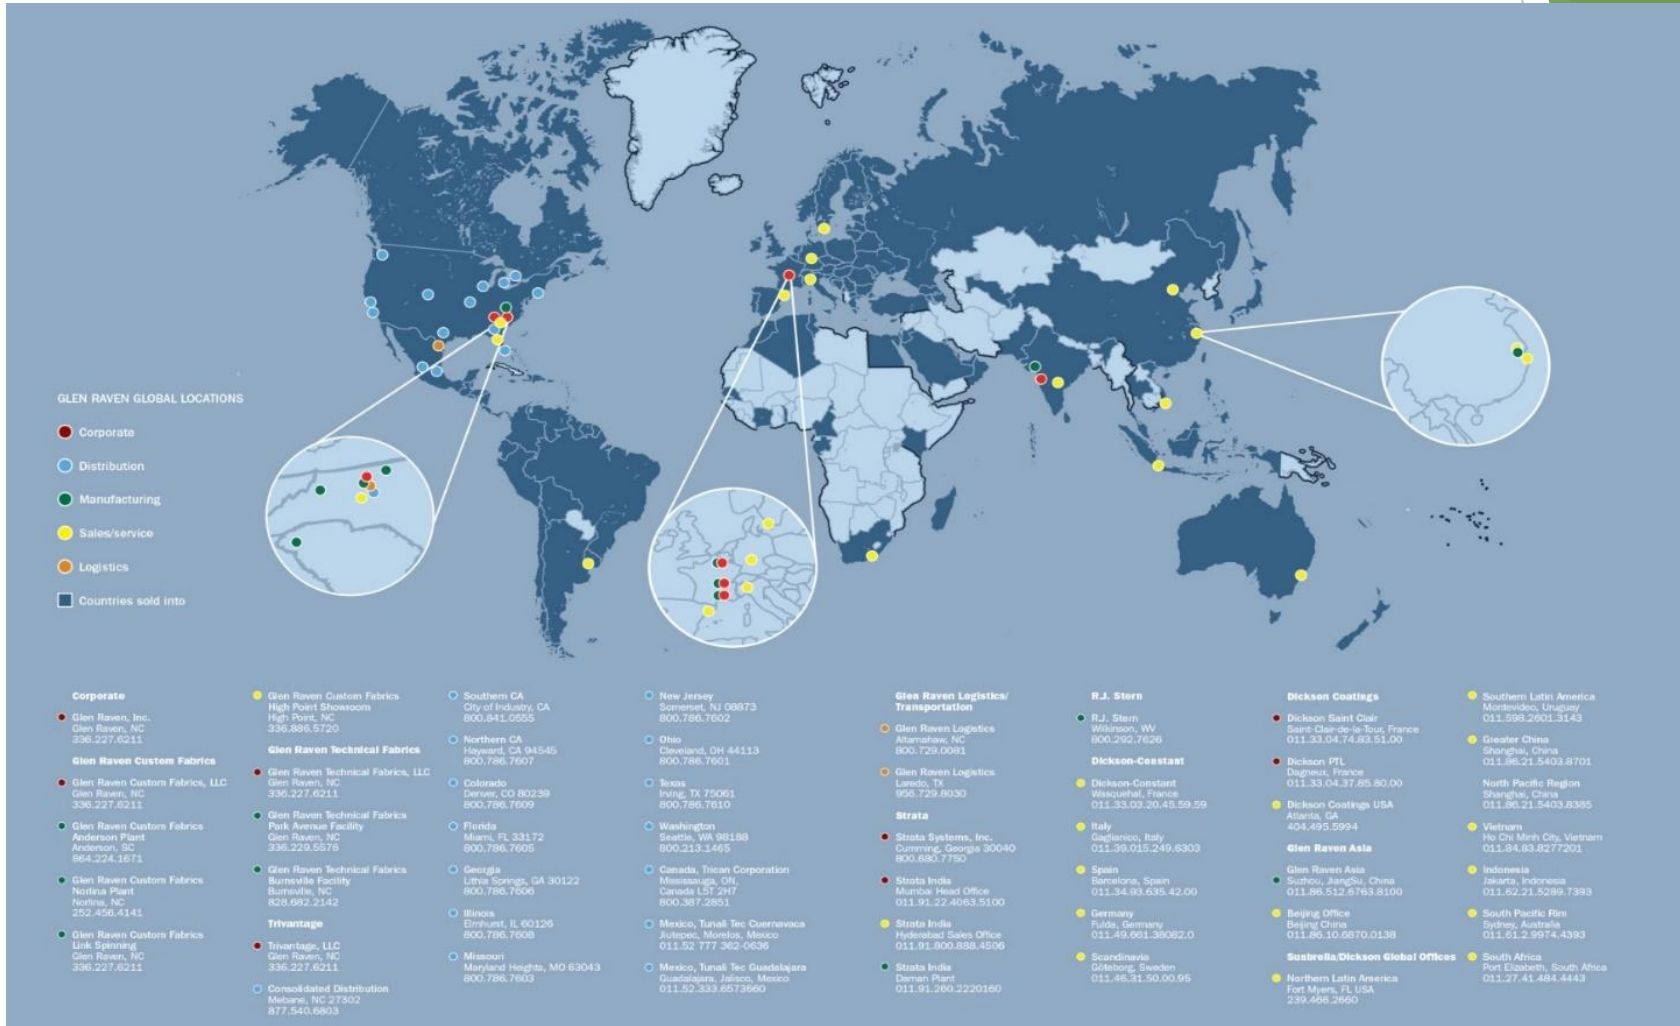 GLEN RAVEN GLOBAL LOCATIONS
Corporate
Distribution
Manufacturing
Sales/service
Logistics
Countries sold into
Corporate
Glen Raven, Inc.
Glen Raven, NC
336.227.6211
Glen Raven Custom Fabrics
Glen Raven Custom Fabrics, LLC
Glen Raven, NC
336.227.6211
Glen Raven Custom Fabrics
Anderson Plant
Anderson, SC
864.224.1671
Glen Raven Custom Fabrics
Norlina Plant
Norlina, NC
252.456.4141
Glen Raven Custom Fabrics
Link Spinning
Glen Raven, NC
336.227.6211
Glen Raven Custom Fabrics
High Point Showroom
High Point, NC
336.886.5720
Glen Raven Technical Fabrics
Glen Raven Technical Fabrics, LLC
Glen Raven, NC
336.227.6211
Glen Raven Technical Fabrics
Park Avenue Facility
Glen Raven, NC
336.229.5576
Glen Raven Technical Fabrics
Burnsville Facility
Burnsville, NC
828.682.2142
Trivantage
Trivantage, LLC
Glen Raven, NC
336.227.6211
Consolidated Distribution
Mebane, NC 27302
877.540.6803
Southern CA
City of Industry, CA
800.841.0555
Northern CA
Hayward, CA 94545
800.786.7607
Colorado
Denver, CO 80239
800.786.7609
Florida
Miami, FL 33172
800.786.7605
Georgia
Lithia Springs, GA 30122
800.786.7606
Illinois
Elmhurst, IL 60126
800.786.7608
Missouri
Maryland Heights, MO 63043
800.786.7603
New Jersey
Somerset, NJ 08873
800.786.7602
Ohio
Cleveland, OH 44113
800.786.7601
Texas
Irving, TX 75061
800.786.7610
Washington
Seattle, WA 98188
800.213.1465
Canada, Trican Corporation
Mississauga, ON,
Canada L5T 2H7
800.387.2851
Mexico, Tunali Tec Cuernavaca
Jiutepec, Morelos, Mexico
011.52 777 362-0636
Mexico, Tunali Tec Guadalajara
Guadalajara, Jalisco, Mexico
011.52.333.6573660
Glen Raven Logistics/
Transportation
Glen Raven Logistics
Altamahaw, NC
800.729.0081
Glen Raven Logistics
Laredo, TX
956.729.8030
Strata
Strata Systems, Inc.
Cumming, Georgia 30040
800.680.7750
Strata India
Mumbai Head Office
011.91.22.4063.5100
Strata India
Hyderabad Sales Office
011.91.800.888.4506
Strata India
Daman Plant
011.91.260.2220160
R.J. Stern
R.J. Stern
Wilkinson, WV
800.292.7626
Dickson-Constant
Dickson-Constant
Wasquehal, France
011.33.03.20.45.59.59
Italy
Gaglianico, Italy
011.39.015.249.6303
Spain
Barcelona, Spain
011.34.93.635.42.00
Germany
Fulda, Germany
011.49.661.38082.0
Scandinavia
Göteborg, Sweden
011.46.31.50.00.95
Dickson Coatings
Dickson Saint Clair
Saint-Clair-de-la-Tour, France
011.33.04.74.83.51.00
Dickson PTL
Dagneux, France
011.33.04.37.85.80.00
Dickson Coatings USA
Atlanta, GA
404.495.5994
Glen Raven Asia
Glen Raven Asia
Suzhou, JiangSu, China
011.86.512.6763.8100
Beijing Office
Beijing China
011.86.10.6870.0138
Sunbrella/Dickson Global Offices
Northern Latin America
Fort Myers, FL USA
239.466.2660
Southern Latin America
Montevideo, Uruguay
011.598.2601.3143
Greater China
Shanghai, China
011.86.21.5403.8701
North Pacific Region
Shanghai, China
011.86.21.5403.8385
Vietnam
Ho Chi Minh City, Vietnam
011.84.83.8277201
Indonesia
Jakarta, Indonesia
011.62.21.5289.7393
South Pacific Rim
Sydney, Australia
011.61.2.9974.4393
South Africa
Port Elizabeth, South Africa
011.27.41.484.4443